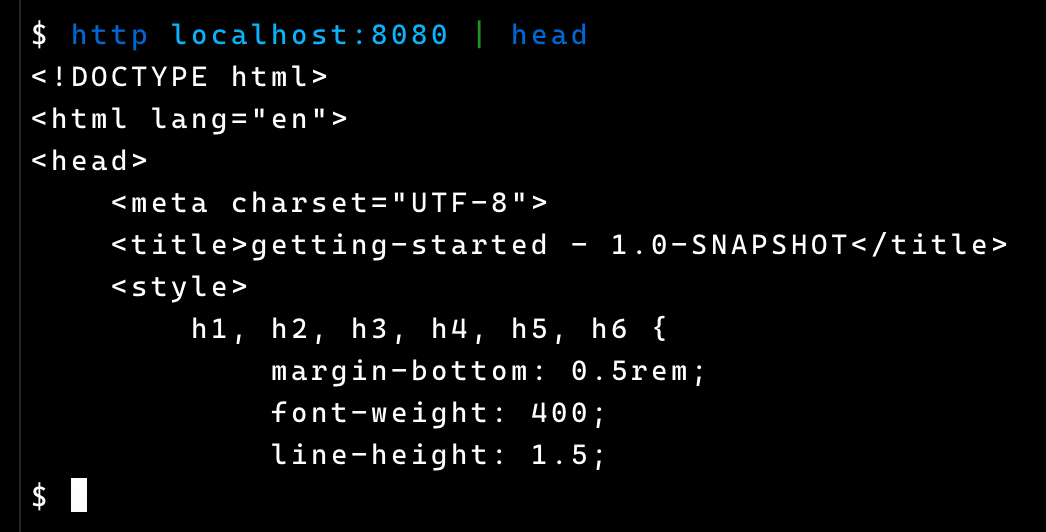 $ http localhost:8080 | head
<!DOCTYPE html>
<html lang="en">
<head>
    <meta charset="UTF-8">
    <title>getting-started - 1.0-SNAPSHOT</title>
    <style>
        h1, h2, h3, h4, h5, h6 {
            margin-bottom: 0.5rem;
            font-weight: 400;
            line-height: 1.5;
$